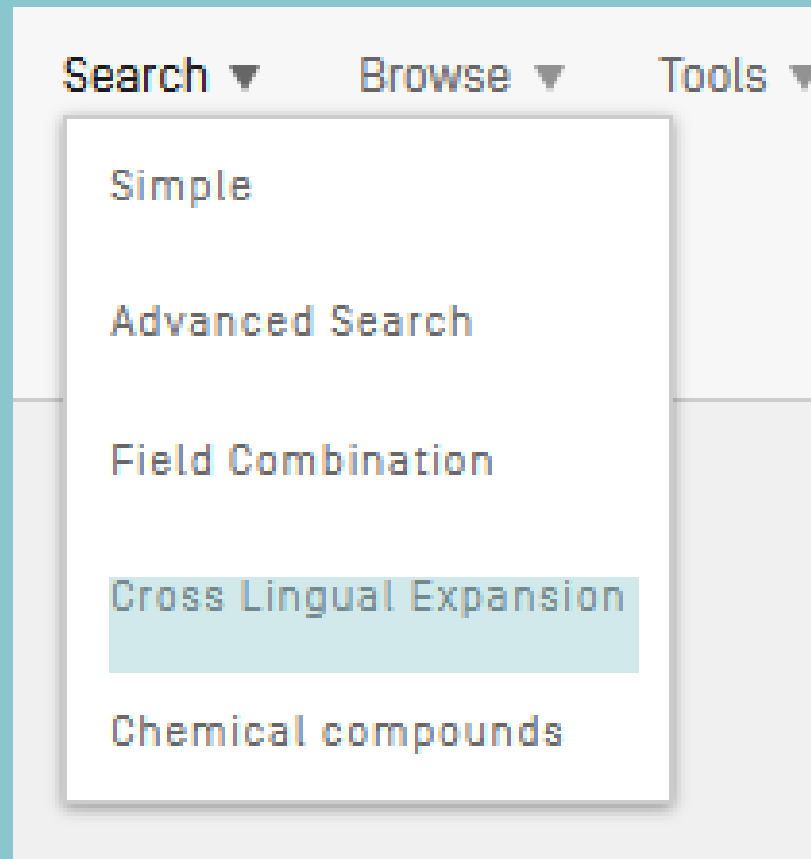 Search ▼ Browse ▼ Tools ▼
Simple
Advanced Search
Field Combination
Cross Lingual Expansion
Chemical compounds